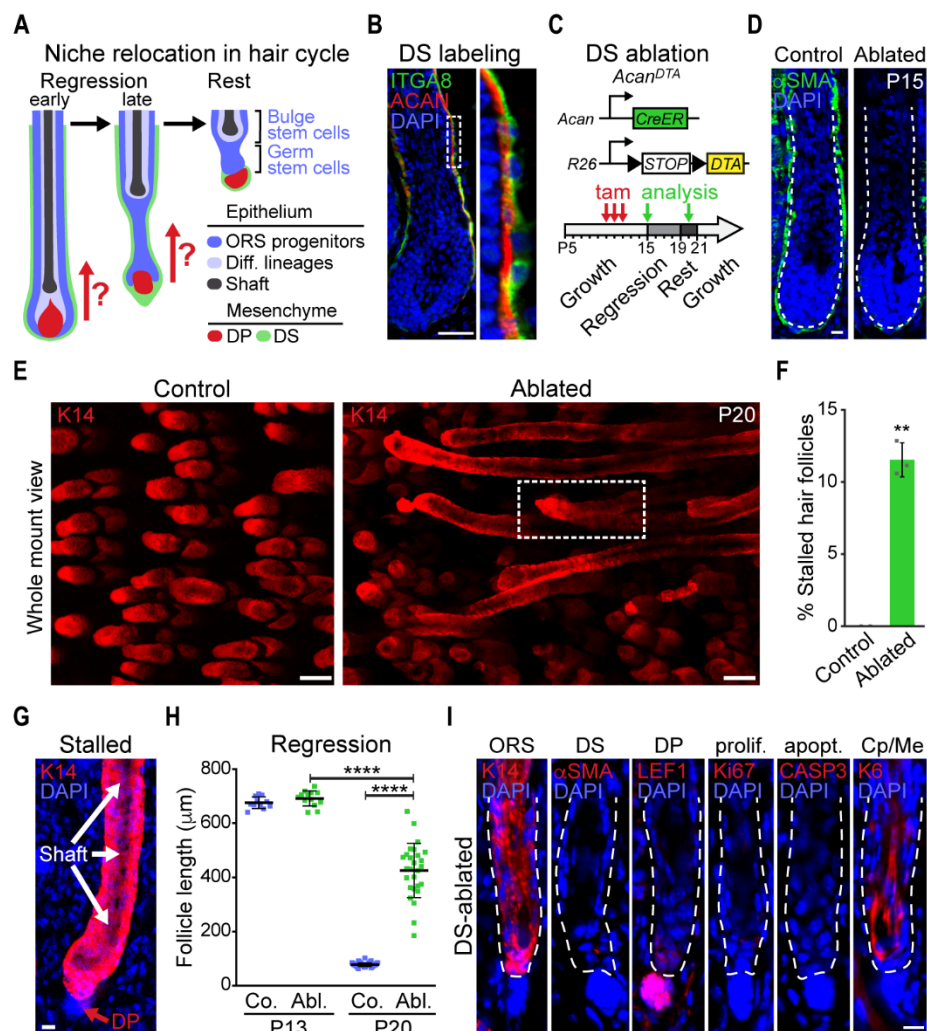 A
Niche relocation in hair cycle
Regression
Rest
early
late
Bulge
stem cells
Germ
stem cells
?
?
Epithelium
ORS progenitors
Diff. lineages
Shaft
Mesenchyme
DP
DS
B
DS labeling
ITGA8
ACAN
DAPI
C
DS ablation
AcanDTA
Acan
CreER
R26
STOP
DTA
tam
analysis
P5
15
19
21
Growth
Regression
Rest
Growth
D
Control
Ablated
αSMA
DAPI
P15
E
Control
Ablated
Whole mount view
K14
K14
P20
F
% Stalled hair follicles
15
10
5
0
**
Control
Ablated
G
Stalled
K14
DAPI
Shaft
DP
H
Regression
Follicle length (μm)
800
600
400
200
0
****
****
Co.
Abl.
Co.
Abl.
P13
P20
I
ORS
DS
DP
prolif.
apopt.
Cp/Me
K14
αSMA
LEF1
Ki67
CASP3
K6
DAPI
DAPI
DAPI
DAPI
DAPI
DAPI
DS-ablated